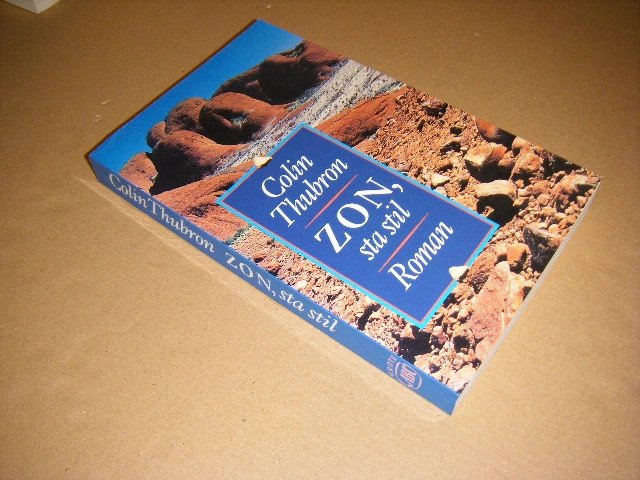 Colin
Thubron
ZON,
sta stil
Roman
Colin Thubron ZON, sta stil